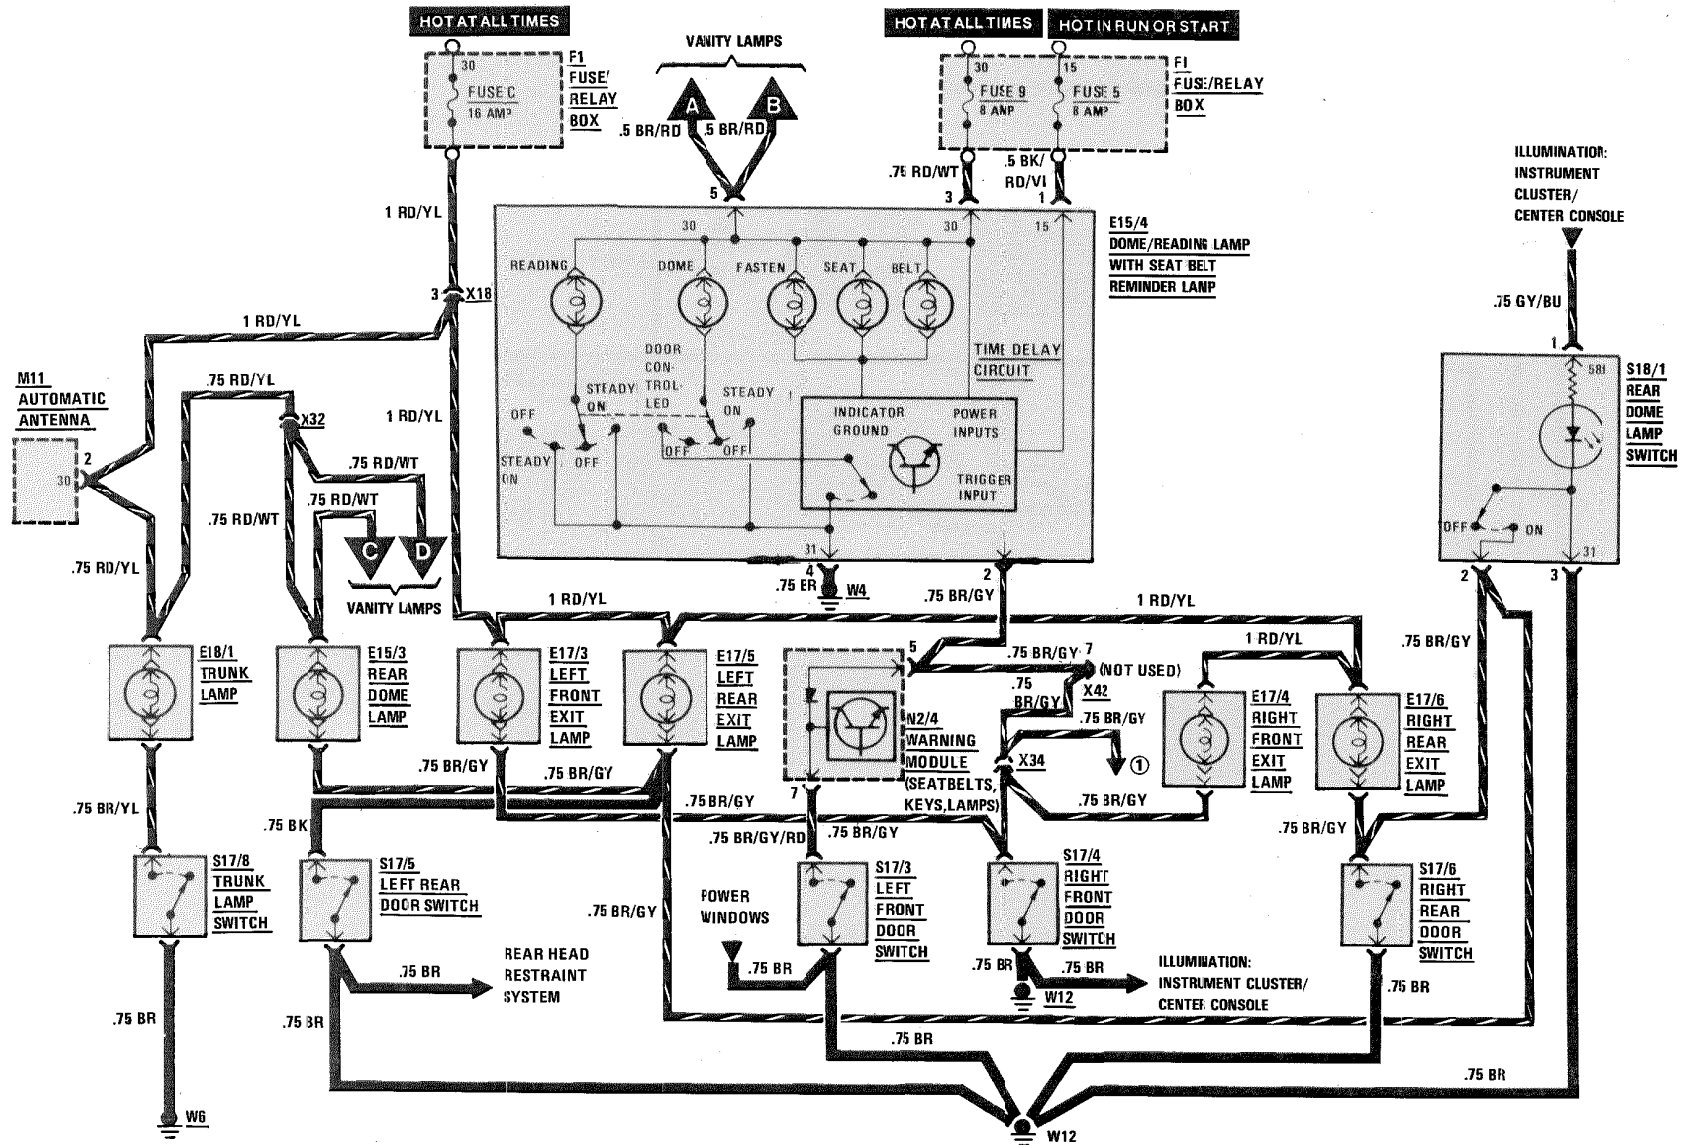 HOT AT ALL TIMES
HOT AT ALL TIMES
HOT IN RUN OR START
30
FUSE C
16 AMP
F1
FUSE/
RELAY
BOX
VANITY LAMPS
A
B
.5 BR/RD
.5 BR/RD
30
FUSE 9
8 AMP
15
FUSE 5
8 AMP
F1
FUSE/RELAY
BOX
.75 RD/WT
.5 BK/
RD/VI
5
3
1
1 RD/YL
3
X18
1 RD/YL
1 RD/YL
30
30
15
READING
DOME
FASTEN
SEAT
BELT
E15/4
DOME/READING LAMP
WITH SEAT BELT
REMINDER LAMP
TIME DELAY
CIRCUIT
DOOR
CON-
TROL-
LED
STEADY
ON
STEADY
ON
OFF
STEADY
ON
OFF
OFF
OFF
INDICATOR
GROUND
POWER
INPUTS
TRIGGER
INPUT
31
4
.75 BR
W4
2
.75 BR/GY
ILLUMINATION:
INSTRUMENT
CLUSTER/
CENTER CONSOLE
.75 GY/BU
1
58I
OFF
ON
31
2
3
S18/1
REAR
DOME
LAMP
SWITCH
M11
AUTOMATIC
ANTENNA
30
2
.75 RD/YL
X32
.75 RD/WT
.75 RD/WT
.75 RD/WT
C
D
VANITY LAMPS
.75 RD/YL
1 RD/YL
1 RD/YL
1 RD/YL
E18/1
TRUNK
LAMP
E15/3
REAR
DOME
LAMP
E17/3
LEFT
FRONT
EXIT
LAMP
E17/5
LEFT
REAR
EXIT
LAMP
5
.75 BR/GY
7
(NOT USED)
X42
.75
BR/GY
.75 BR/GY
X34
1
N2/4
WARNING
MODULE
(SEATBELTS,
KEYS,LAMPS)
7
E17/4
RIGHT
FRONT
EXIT
LAMP
E17/6
RIGHT
REAR
EXIT
LAMP
.75 BR/GY
.75 BR/YL
.75 BK
.75 BR/GY
.75 BR/GY
.75 BR/GY
.75 BR/GY/RD
.75 BR/GY
.75 BR/GY
.75 BR/GY
S17/8
TRUNK
LAMP
SWITCH
S17/5
LEFT REAR
DOOR SWITCH
.75 BR/GY
POWER
WINDOWS
S17/3
LEFT
FRONT
DOOR
SWITCH
S17/4
RIGHT
FRONT
DOOR
SWITCH
S17/6
RIGHT
REAR
DOOR
SWITCH
.75 BR
REAR HEAD
RESTRAINT
SYSTEM
.75 BR
.75 BR
.75 BR
W12
ILLUMINATION:
INSTRUMENT CLUSTER/
CENTER CONSOLE
.75 BR
.75 BR
.75 BR
.75 BR
.75 BR
W6
W12